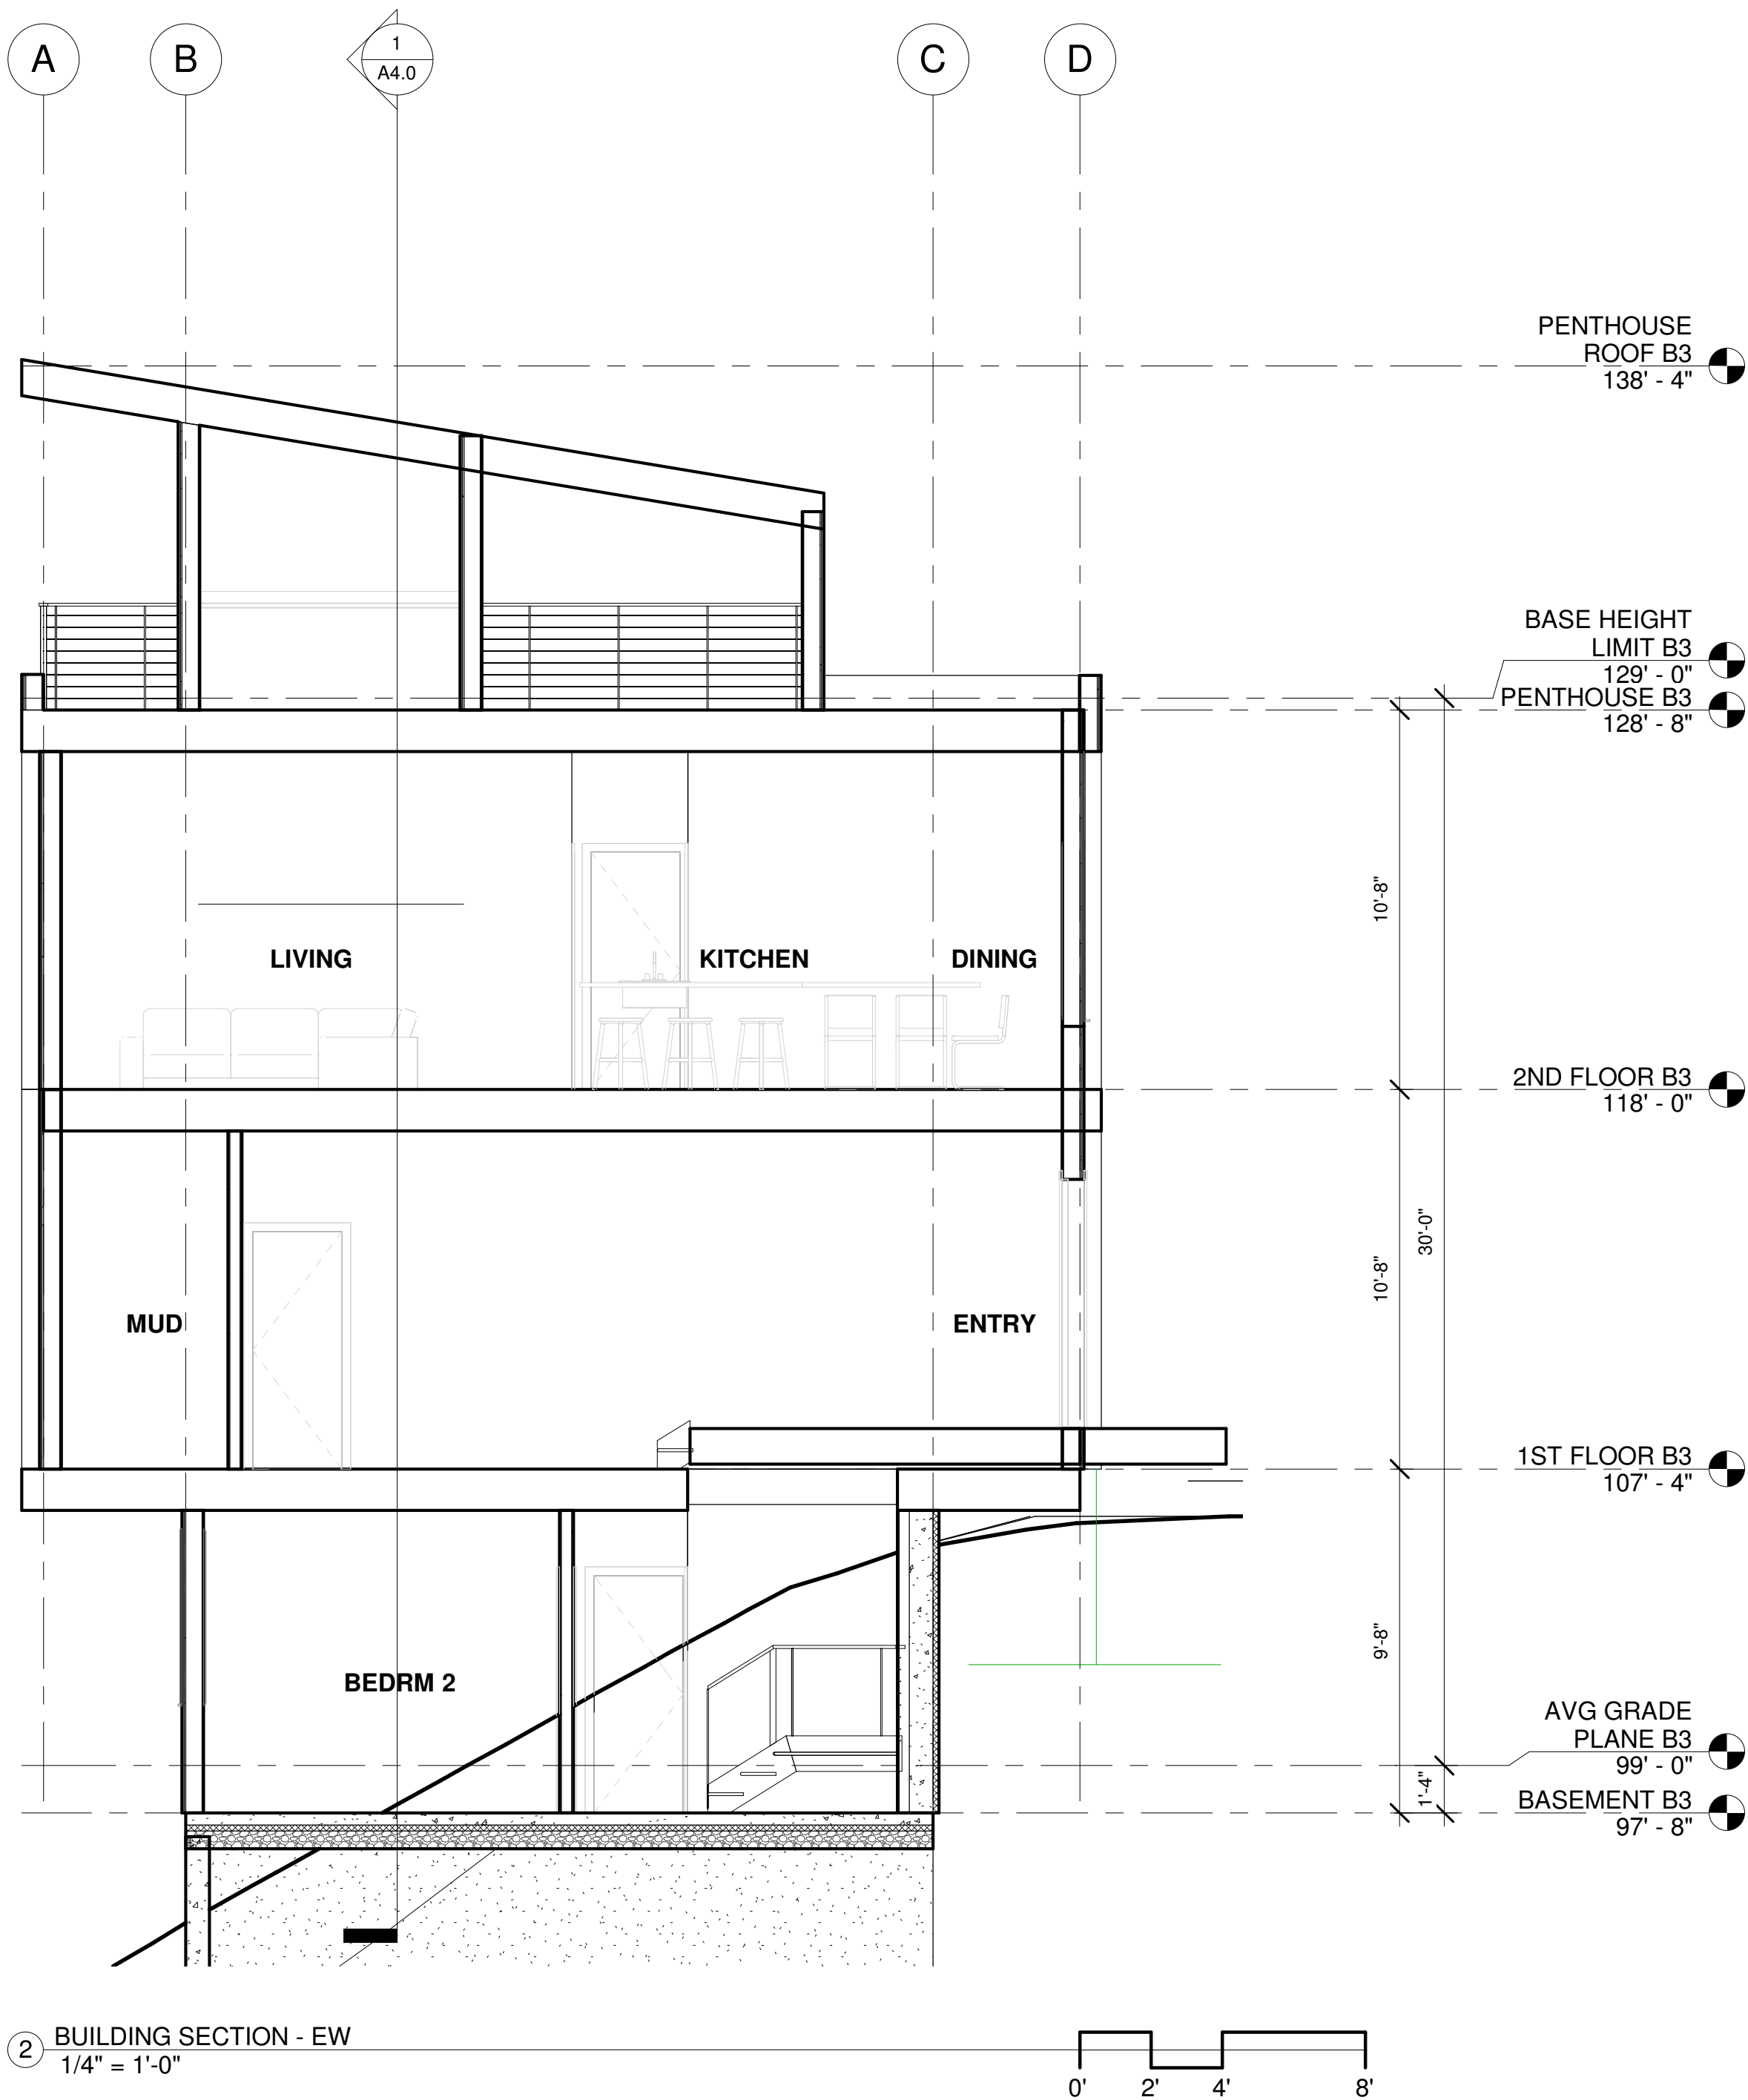 A
B
1
A4.0
C
D
PENTHOUSE
ROOF B3
138' - 4"
BASE HEIGHT
LIMIT B3
129' - 0"
PENTHOUSE B3
128' - 8"
10'-8"
LIVING
KITCHEN
DINING
2ND FLOOR B3
118' - 0"
30'-0"
10'-8"
MUD
ENTRY
1ST FLOOR B3
107' - 4"
9'-8"
BEDRM 2
AVG GRADE
PLANE B3
99' - 0"
1'-4"
BASEMENT B3
97' - 8"
2
BUILDING SECTION - EW
1/4" = 1'-0"
0'
2'
4'
8'